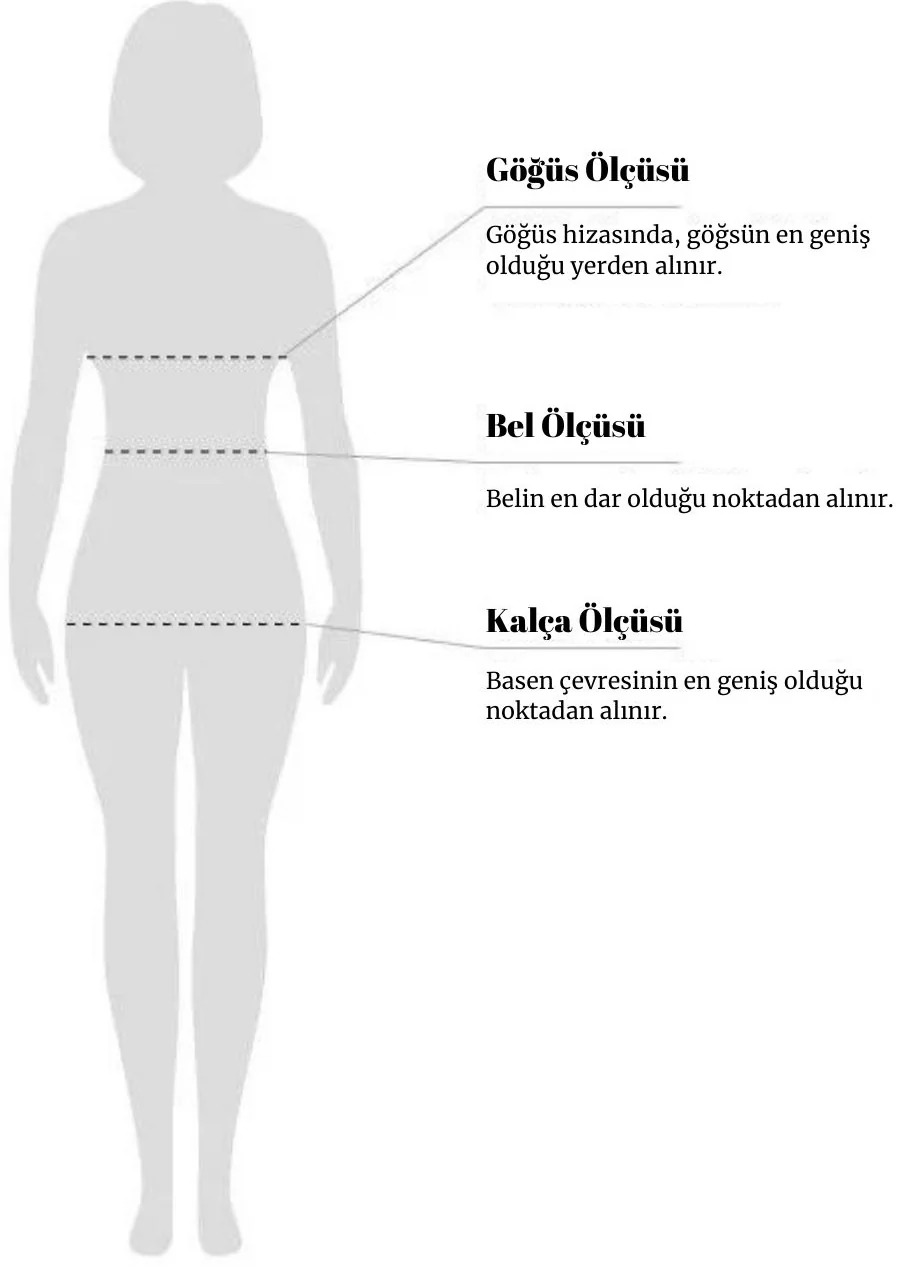 Göğüs Ölçüsü
Göğüs hizasında, göğsün en geniş
olduğu yerden alınır.
Bel Ölçüsü
Belin en dar olduğu noktadan alınır.
Kalça Ölçüsü
Basen çevresinin en geniş olduğu
noktadan alınır.